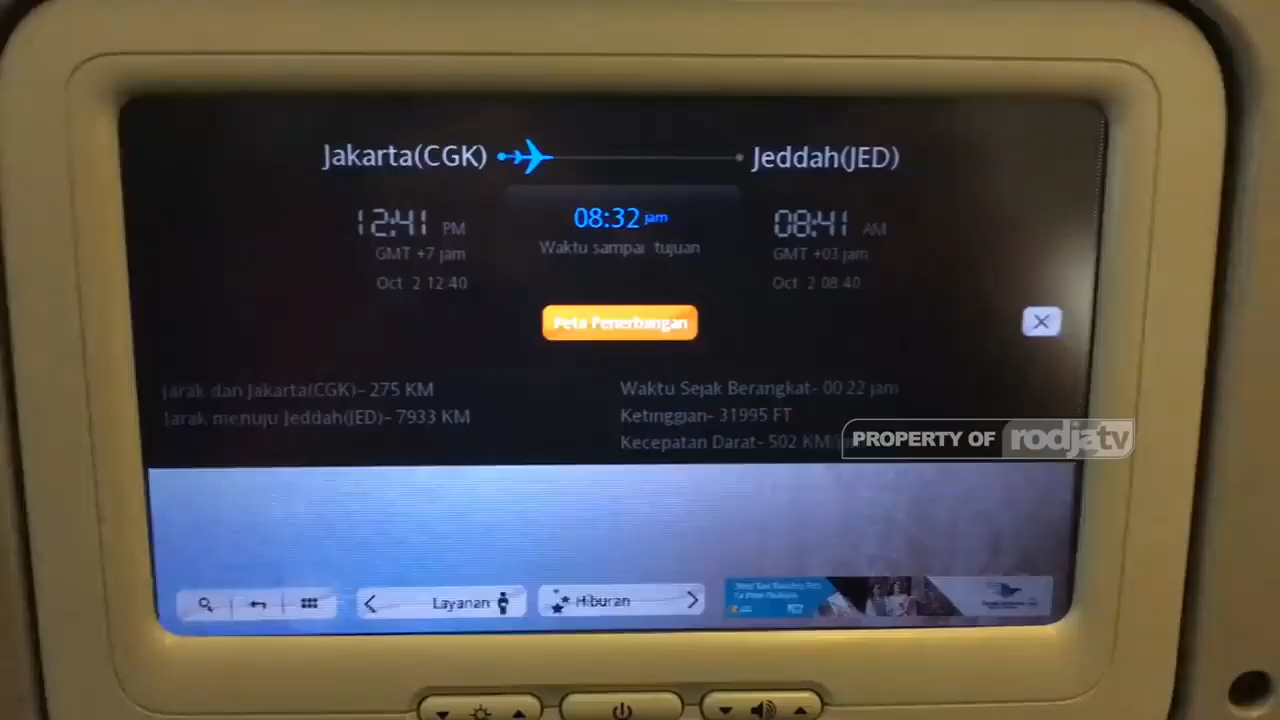 Jakarta(CGK)
Jeddah(JED)
12:41 PM
GMT +7 jam
Oct 2 12:40
08:32 jam
Waktu sampai tujuan
08:41 AM
GMT +03 jam
Oct 2 08:40
Peta Penerbangan
Jarak dari Jakarta(CGK)- 275 KM
Jarak menuju Jeddah(JED)- 7933 KM
Waktu Sejak Berangkat- 00:22 jam
Ketinggian- 31995 FT
Kecepatan Darat- 502 KM
PROPERTY OF rodjatv
Layanan
Hiburan